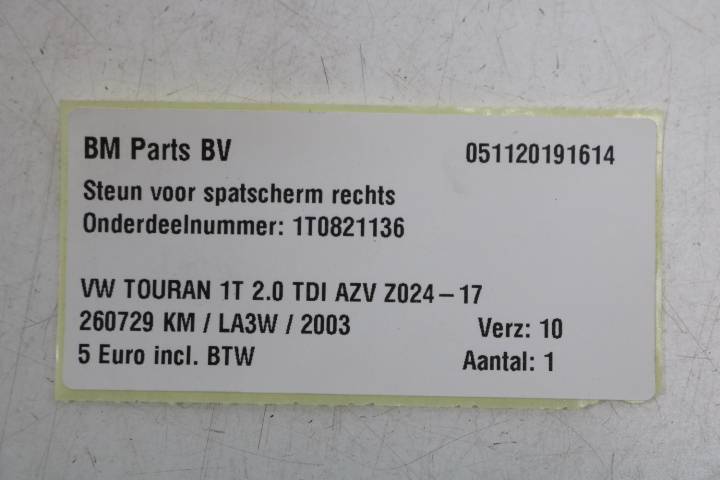 BM Parts BV 051120191614
Steun voor spatscherm rechts
Onderdeelnummer: 1T0821136
VW TOURAN 1T 2.0 TDI AZV Z024-17
260729 KM / LA3W / 2003 Verz: 10
5 Euro incl. BTW Aantal: 1